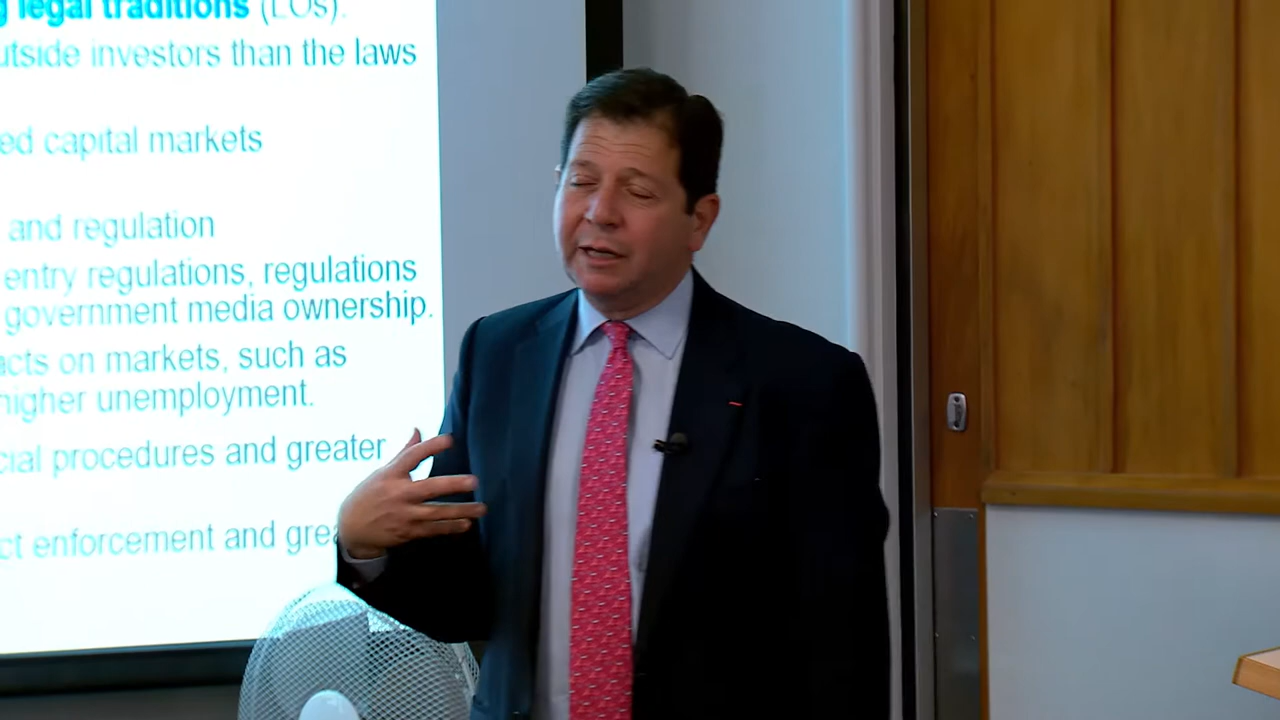 legal traditions (LOs).
outside investors than the laws
ed capital markets
and regulation
entry regulations, regulations
government media ownership.
acts on markets, such as
higher unemployment.
cial procedures and greater
ct enforcement and grea